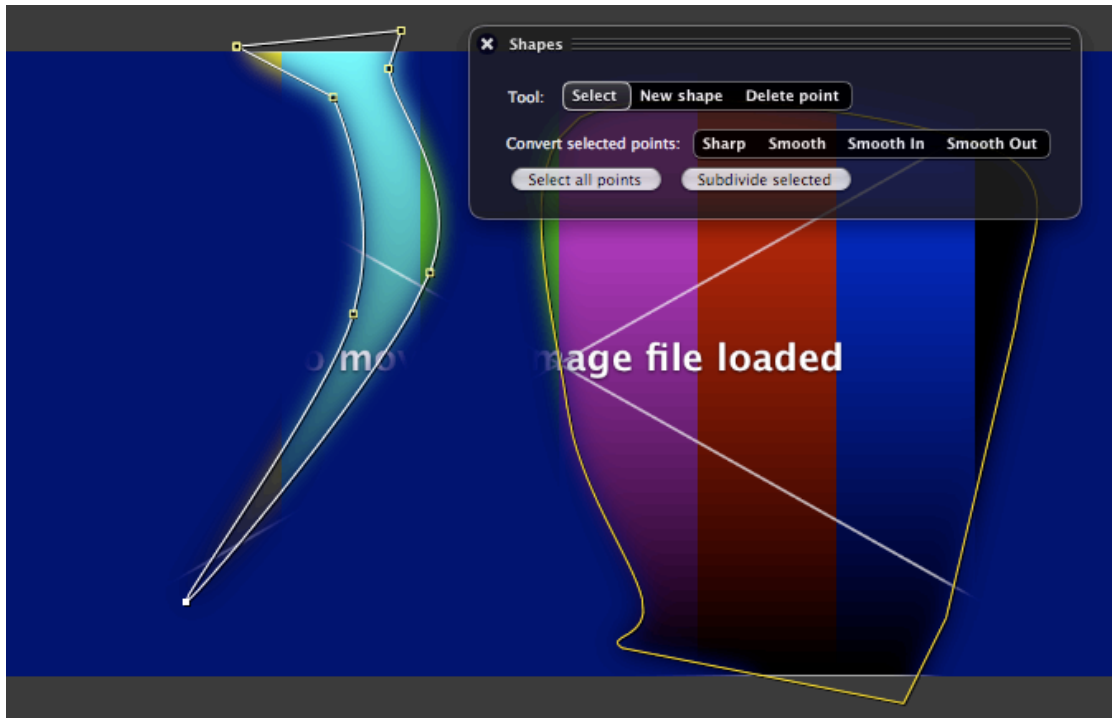 Shapes
Tool: Select New shape Delete point
Convert selected points: Sharp Smooth Smooth In Smooth Out
Select all points Subdivide selected
file loaded